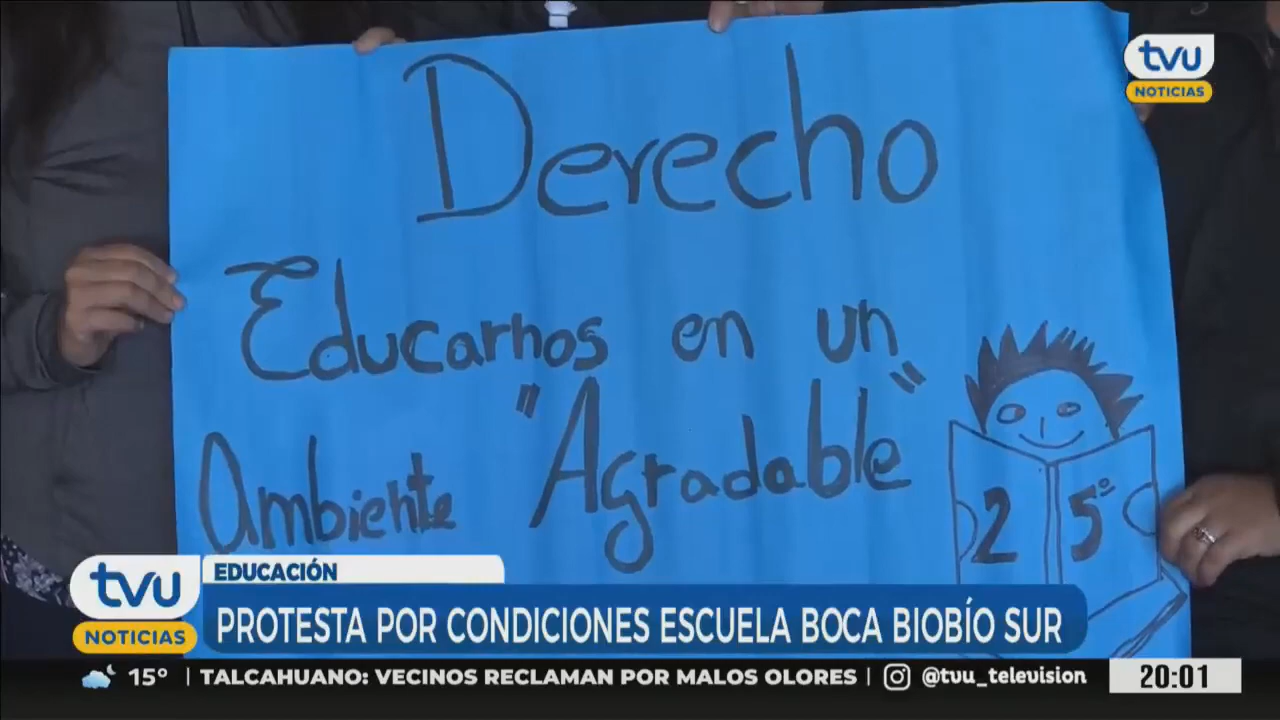 tvu
NOTICIAS
Derecho
Educarnos en un
Ambiente "Agradable"
2 5°
tvu
NOTICIAS
EDUCACIÓN
PROTESTA POR CONDICIONES ESCUELA BOCA BIOBÍO SUR
15° | TALCAHUANO: VECINOS RECLAMAN POR MALOS OLORES | @tvu_television
20:01